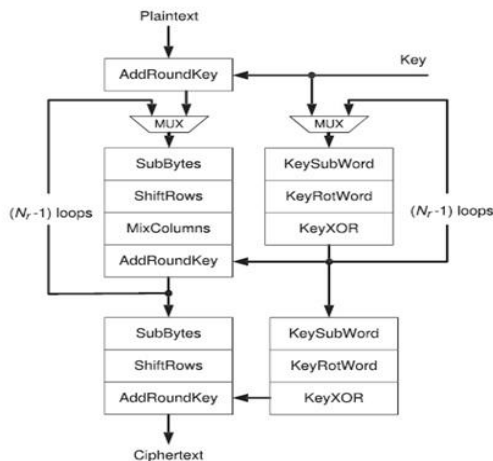 Plaintext
Key
AddRoundKey
MUX
MUX
SubBytes
ShiftRows
MixColumns
AddRoundKey
KeySubWord
KeyRotWord
KeyXOR
(Nr -1) loops
(Nr -1) loops
SubBytes
ShiftRows
AddRoundKey
KeySubWord
KeyRotWord
KeyXOR
Ciphertext